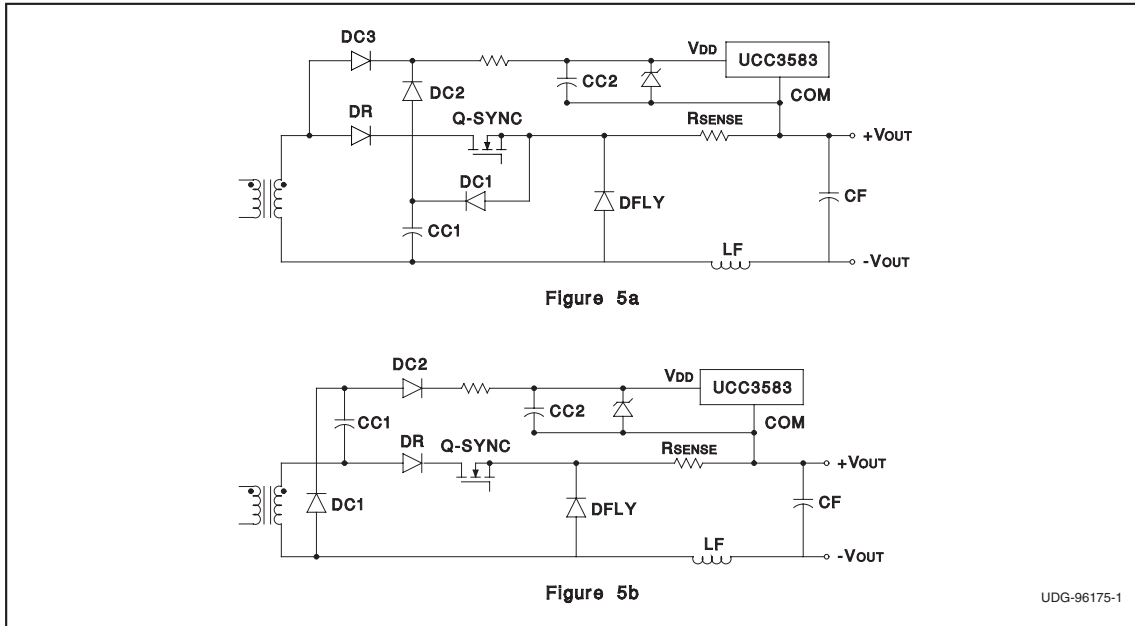 DC3
VDD
UCC3583
DC2
CC2
COM
DR
Q-SYNC
RSENSE
+VOUT
DC1
DFLY
CF
CC1
LF
-VOUT
Figure 5a
DC2
VDD
UCC3583
CC1
CC2
COM
DR
Q-SYNC
RSENSE
+VOUT
DC1
DFLY
CF
LF
-VOUT
Figure 5b
UDG-96175-1